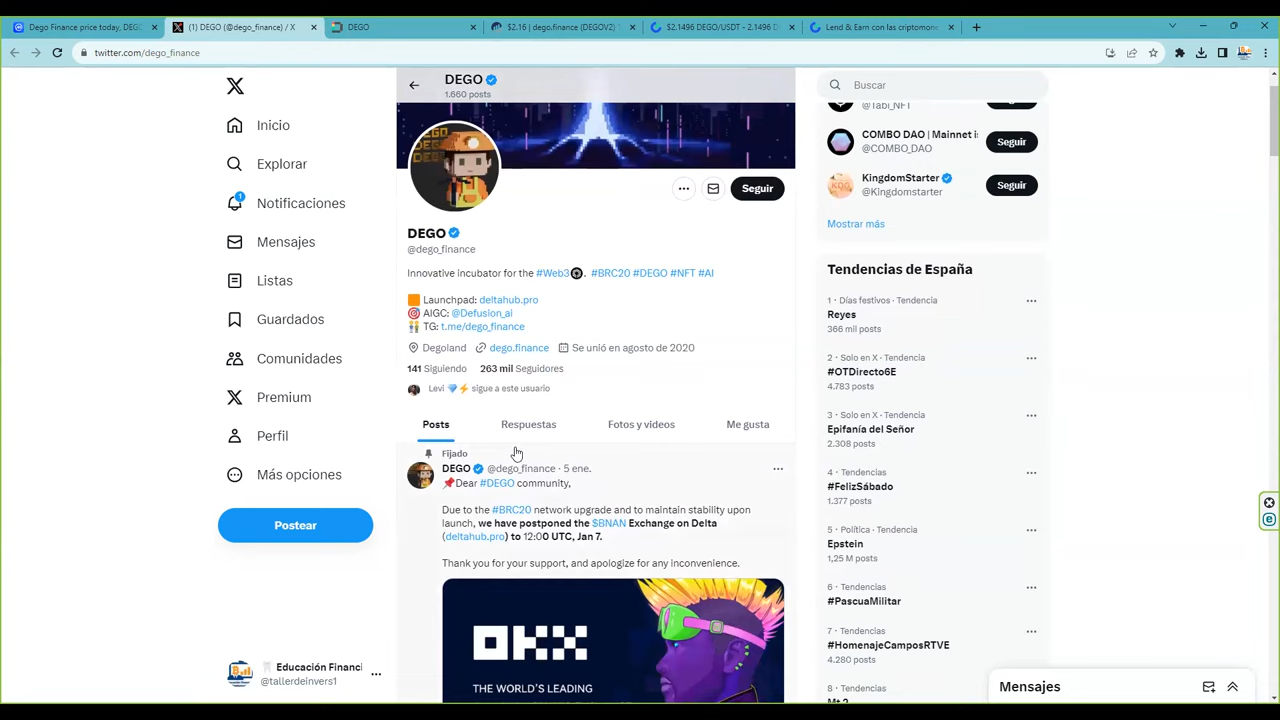 Dego Finance price today, DEGO
(1) DEGO (@dego_finance) / X
DEGO
$2.16 | dego.finance (DEGOV2) T
$2.1496 DEGO/USDT - 2.1496 D
Lend & Earn con las criptomone
twitter.com/dego_finance
Inicio
Explorar
Notificaciones
1
Mensajes
Listas
Guardados
Comunidades
Premium
Perfil
Más opciones
Postear
Educación Financi
@tallerdeinvers1
DEGO
1.660 posts
DEGO
Seguir
DEGO
@dego_finance
Innovative incubator for the #Web3. #BRC20 #DEGO #NFT #AI
Launchpad: deltahub.pro
AIGC: @Defusion_ai
TG: t.me/dego_finance
Degoland dego.finance Se unió en agosto de 2020
141 Siguiendo 263 mil Seguidores
Levi sigue a este usuario
Posts Respuestas Fotos y videos Me gusta
Fijado
DEGO @dego_finance · 5 ene.
Dear #DEGO community,
Due to the #BRC20 network upgrade and to maintain stability upon
launch, we have postponed the $BNAN Exchange on Delta
(deltahub.pro) to 12:00 UTC, Jan 7.
Thank you for your support, and apologize for any inconvenience.
OKX
THE WORLD'S LEADING
Buscar
@Tabi_NFT
COMBO DAO | Mainnet i
@COMBO_DAO
Seguir
KingdomStarter
@Kingdomstarter
Seguir
Mostrar más
Tendencias de España
1 · Días festivos · Tendencia
Reyes
366 mil posts
2 · Solo en X · Tendencia
#OTDirecto6E
4.783 posts
3 · Solo en X · Tendencia
Epifanía del Señor
2.308 posts
4 · Tendencias
#FelizSábado
1.377 posts
5 · Política · Tendencia
Epstein
1,25 M posts
6 · Tendencias
#PascuaMilitar
7 · Tendencias
#HomenajeCamposRTVE
4.280 posts
8 · Tendencias
Mensajes